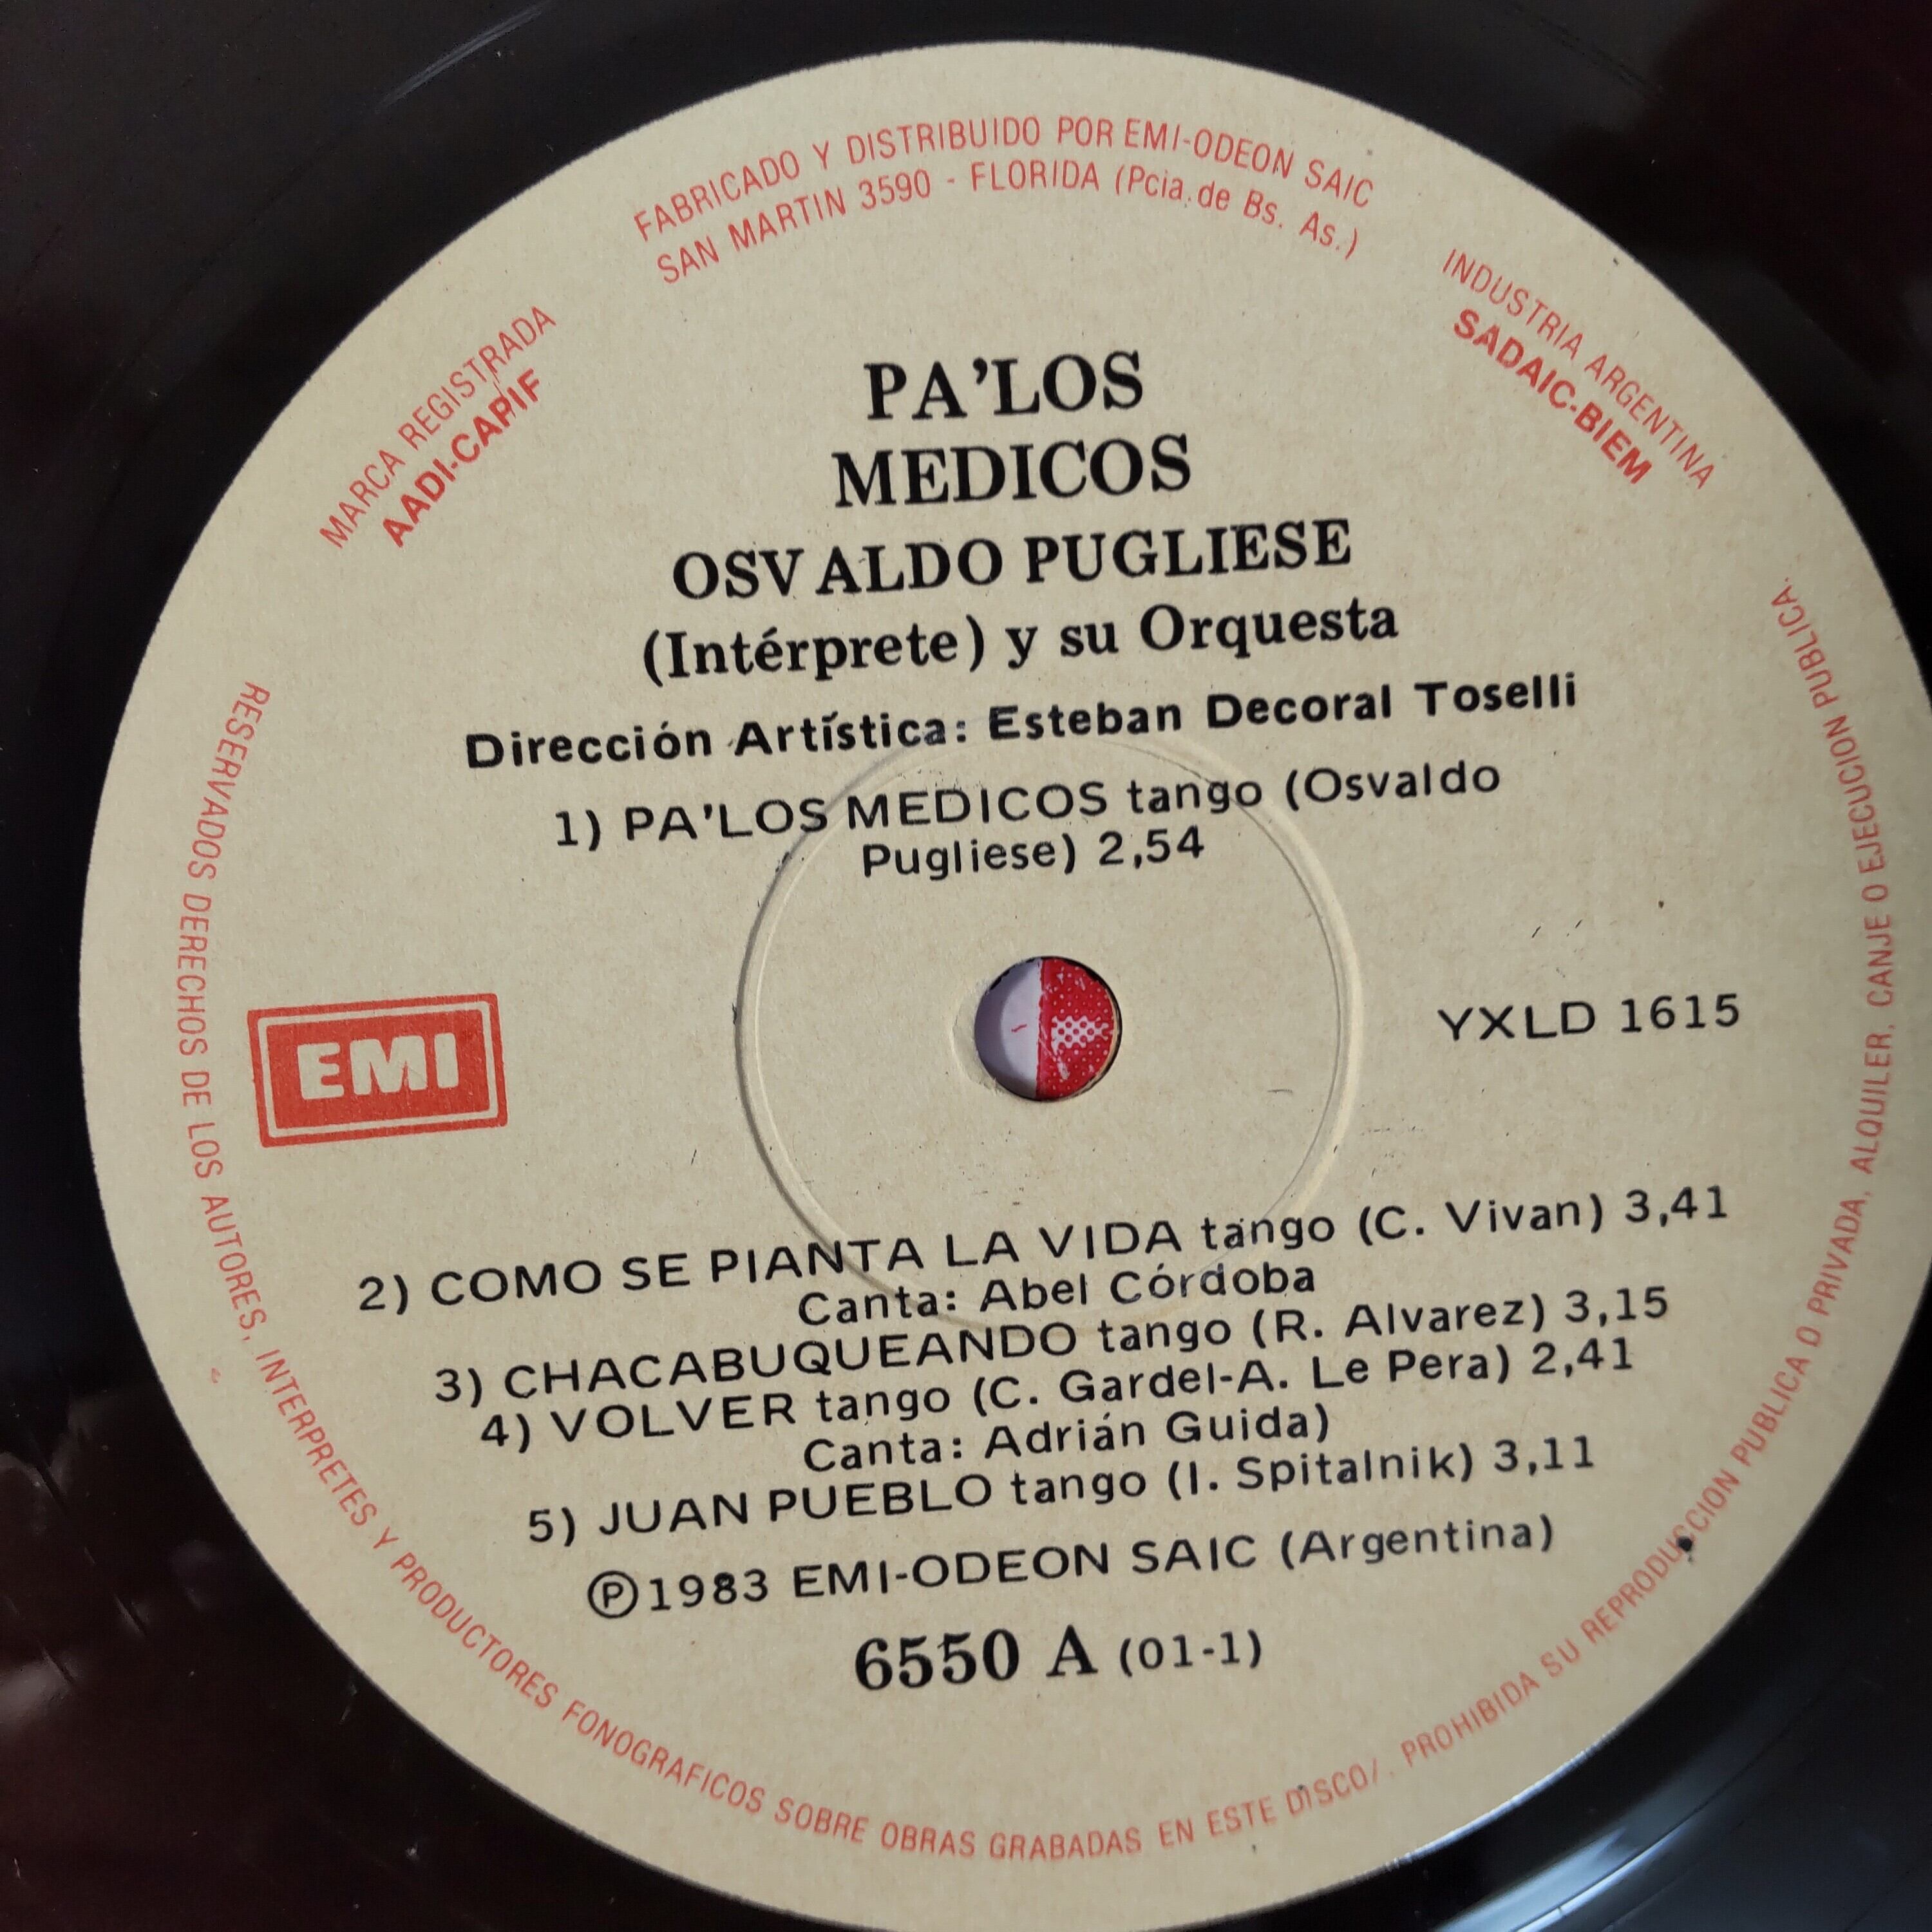 FABRICADO Y DISTRIBUIDO POR EMI-ODEON SAIC
SAN MARTIN 3590 - FLORIDA (Pcia. de Bs. As.)
MARCA REGISTRADA
AADI-CAPIF
INDUSTRIA ARGENTINA
SADAIC-BIEM
PA'LOS
MEDICOS
OSVALDO PUGLIESE
(Intérprete) y su Orquesta
Dirección Artística: Esteban Decoral Toselli
1) PA'LOS MEDICOS tango (Osvaldo
Pugliese) 2,54
EMI
YXLD 1615
2) COMO SE PIANTA LA VIDA tango (C. Vivan) 3,41
Canta: Abel Córdoba
3) CHACABUQUEANDO tango (R. Alvarez) 3,15
4) VOLVER tango (C. Gardel-A. Le Pera) 2,41
Canta: Adrián Guida)
5) JUAN PUEBLO tango (I. Spitalnik) 3,11
Ⓟ1983 EMI-ODEON SAIC (Argentina)
6550 A (01-1)
RESERVADOS DERECHOS DE LOS AUTORES, INTERPRETES Y PRODUCTORES FONOGRAFICOS SOBRE OBRAS GRABADAS EN ESTE DISCO/. PROHIBIDA SU REPRODUCCION PUBLICA O PRIVADA, ALQUILER, CANJE O EJECUCION PUBLICA.